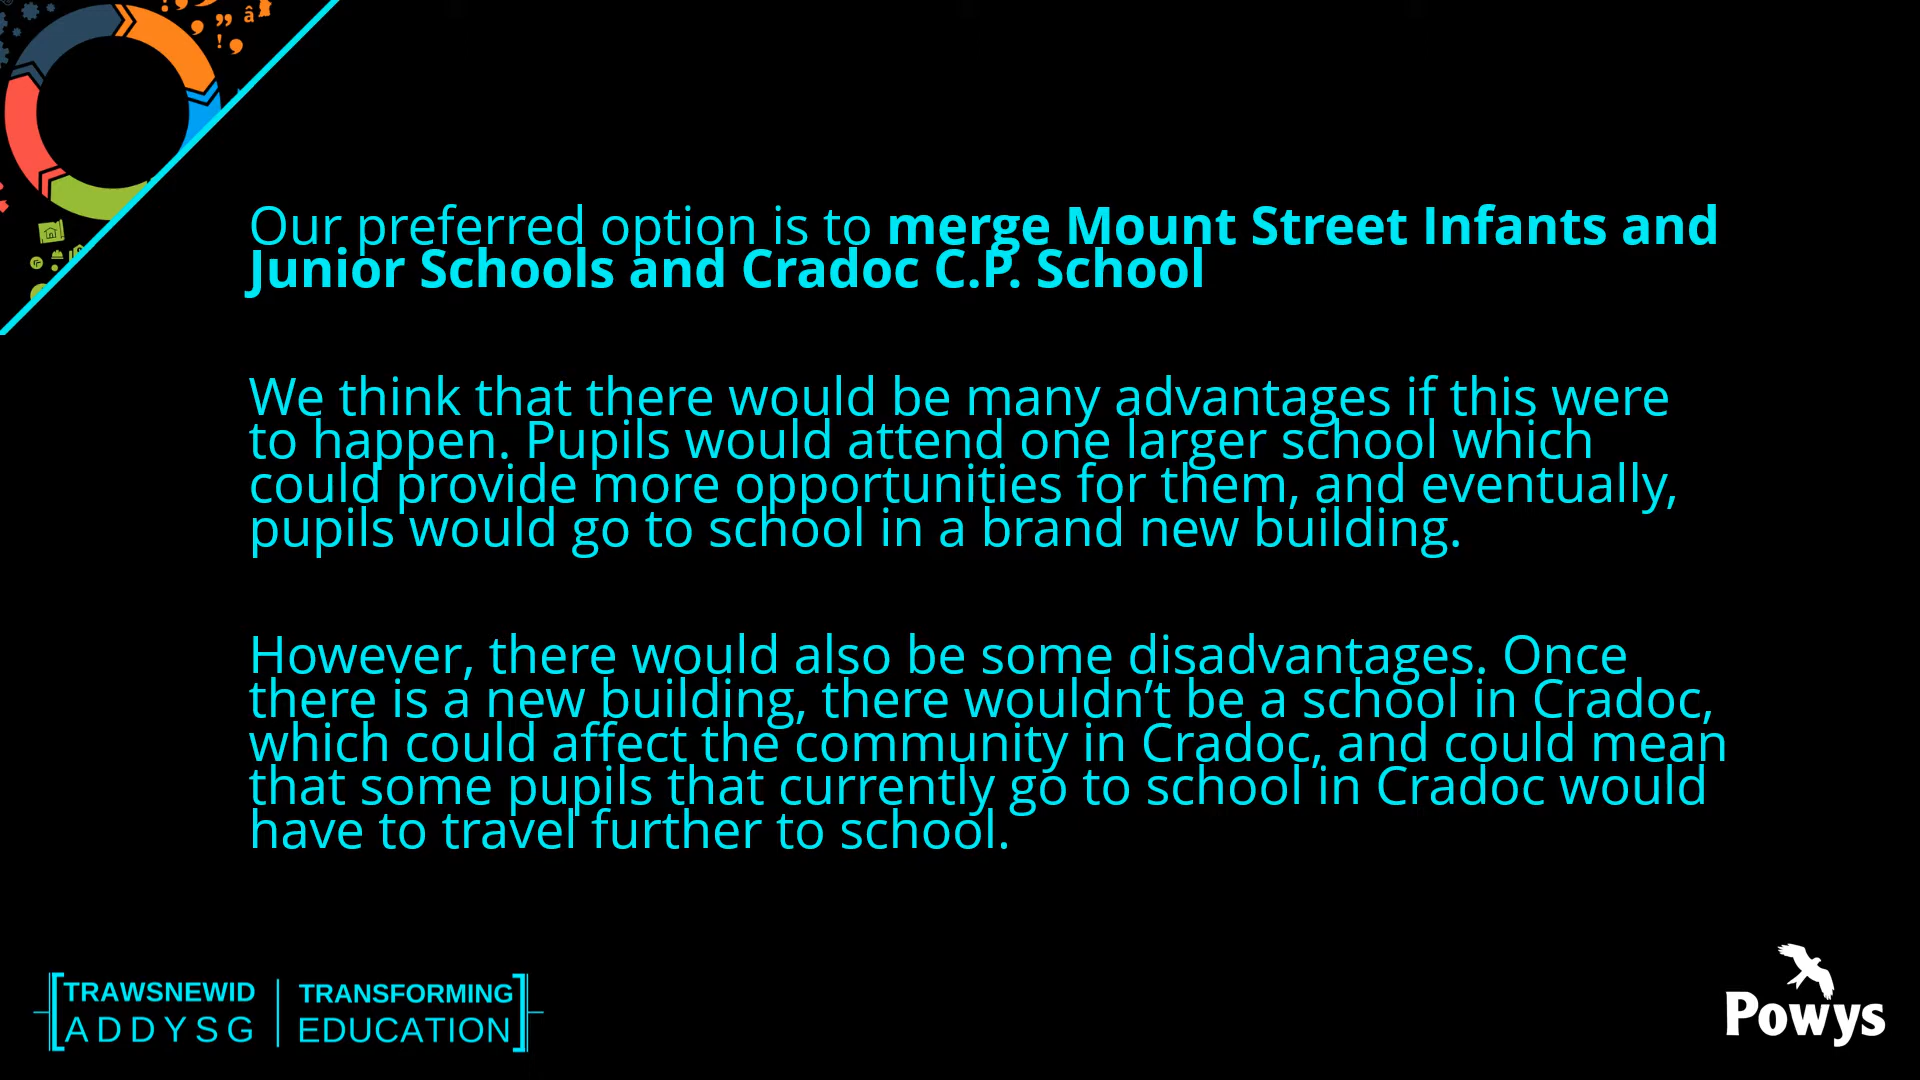 Our preferred option is to merge Mount Street Infants and
Junior Schools and Cradoc C.P. School
We think that there would be many advantages if this were
to happen. Pupils would attend one larger school which
could provide more opportunities for them, and eventually,
pupils would go to school in a brand new building.
However, there would also be some disadvantages. Once
there is a new building, there wouldn’t be a school in Cradoc,
which could affect the community in Cradoc, and could mean
that some pupils that currently go to school in Cradoc would
have to travel further to school.
TRAWSNEWID
ADDYSG
TRANSFORMING
EDUCATION
Powys